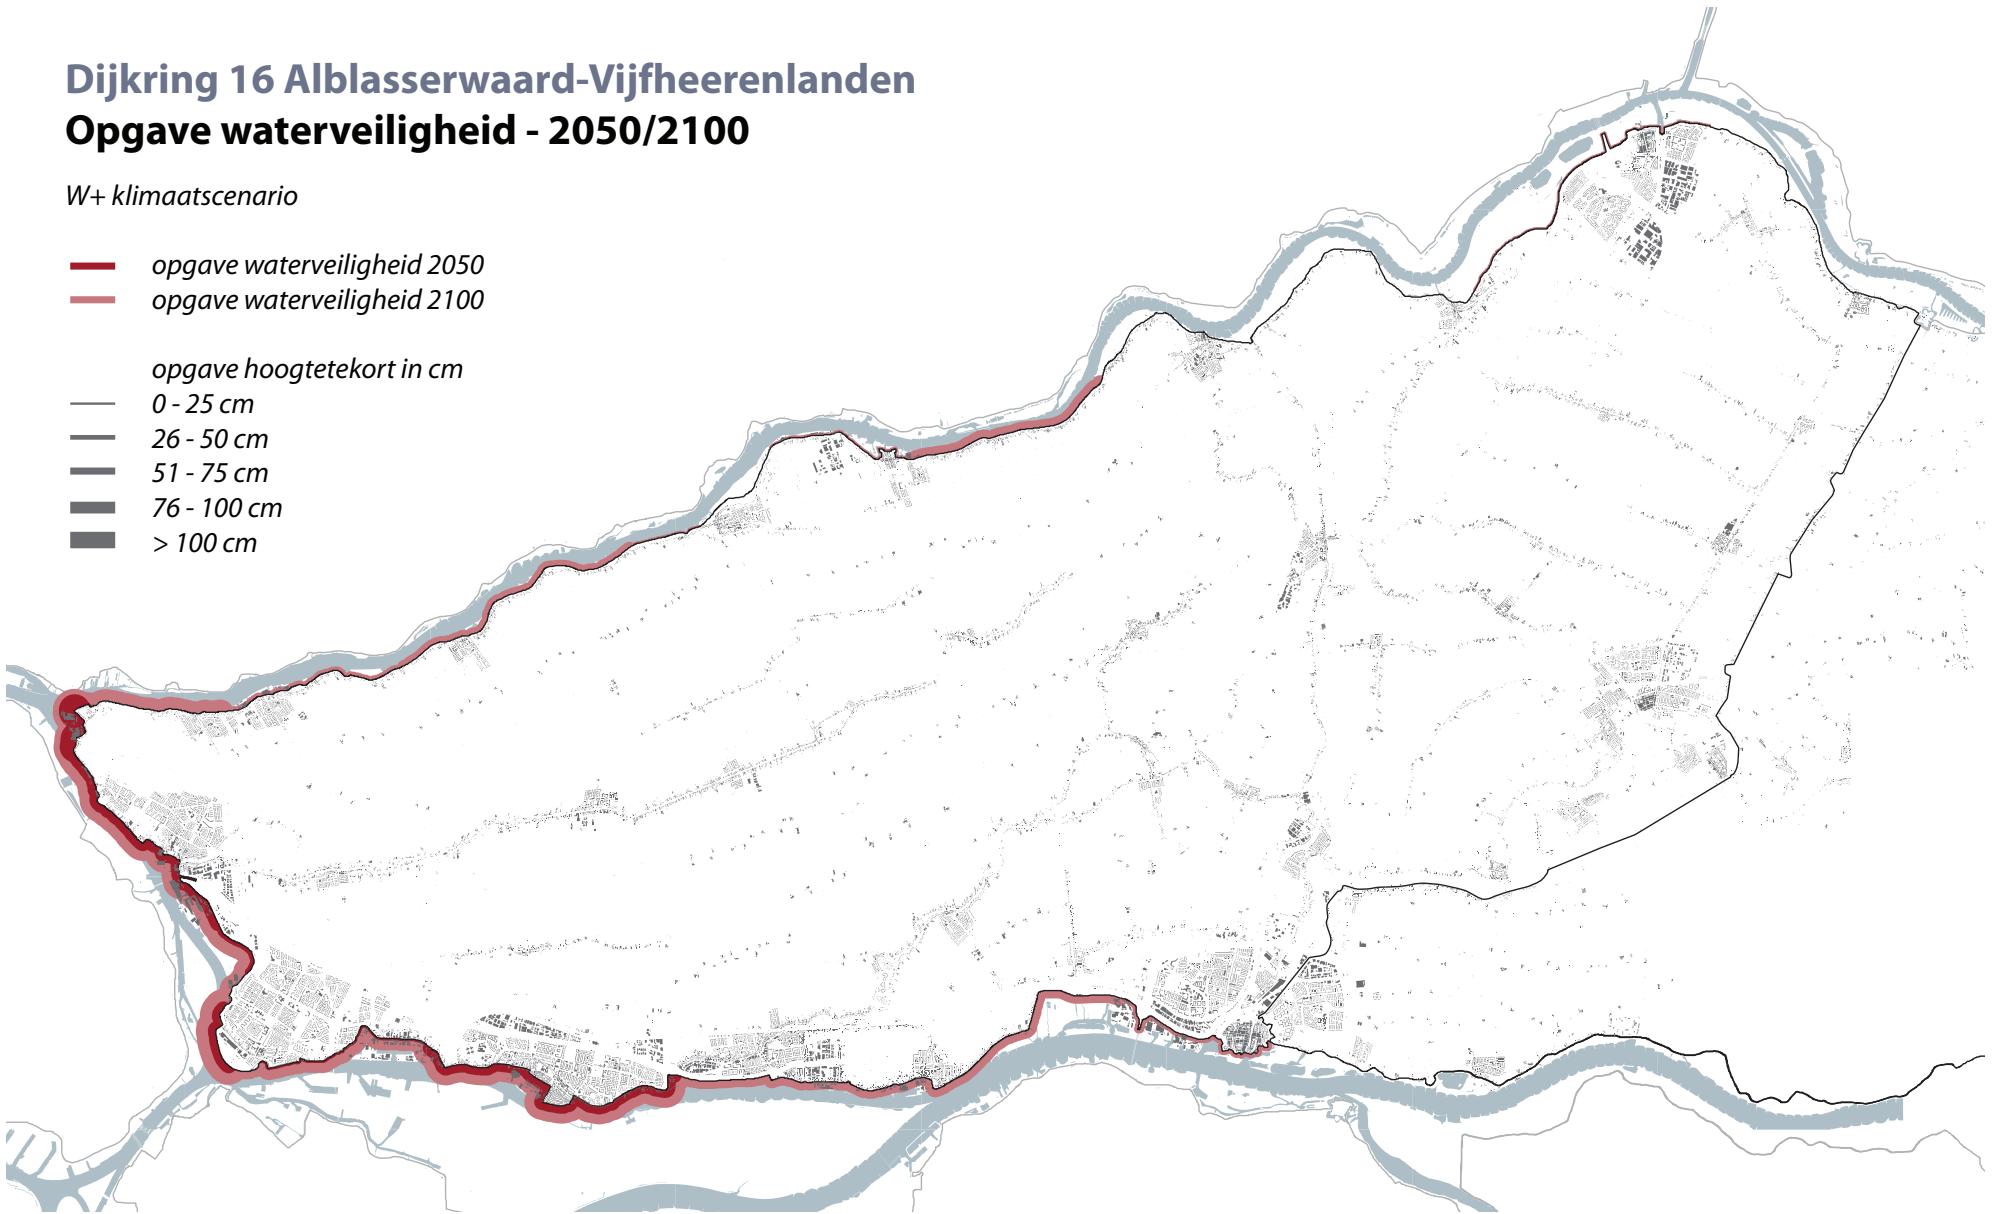 Dijkring 16 Alblasserwaard-Vijfheerenlanden
Opgave waterveiligheid - 2050/2100
W+ klimaatscenario
opgave waterveiligheid 2050
opgave waterveiligheid 2100
opgave hoogtetekort in cm
0 - 25 cm
26 - 50 cm
51 - 75 cm
76 - 100 cm
> 100 cm